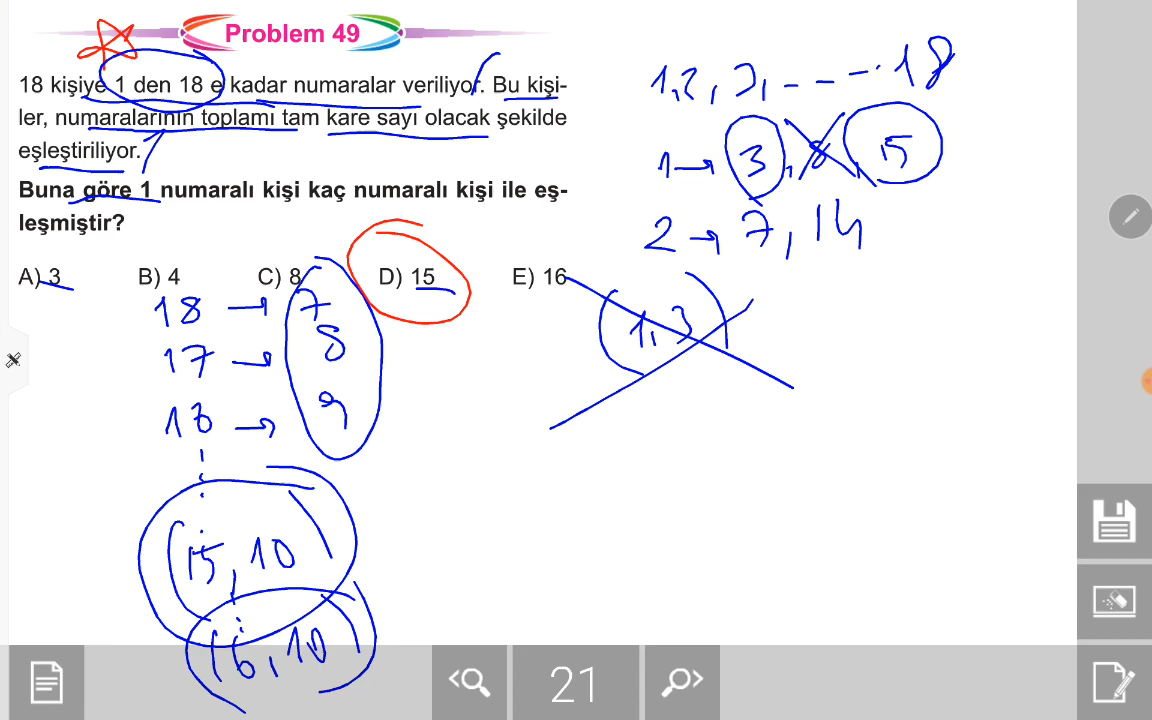 Problem 49
18 kişiye 1 den 18 e kadar numaralar veriliyor. Bu kişi-
ler, numaralarının toplamı tam kare sayı olacak şekilde
eşleştiriliyor.
Buna göre 1 numaralı kişi kaç numaralı kişi ile eş-
leşmiştir?
A) 3 B) 4 C) 8 D) 15 E) 16
1,2,3,---.18
1→3,8,15
2→7,14
(1,3)
18→7
17→8
16→9
(15,10)
(16,10)
21